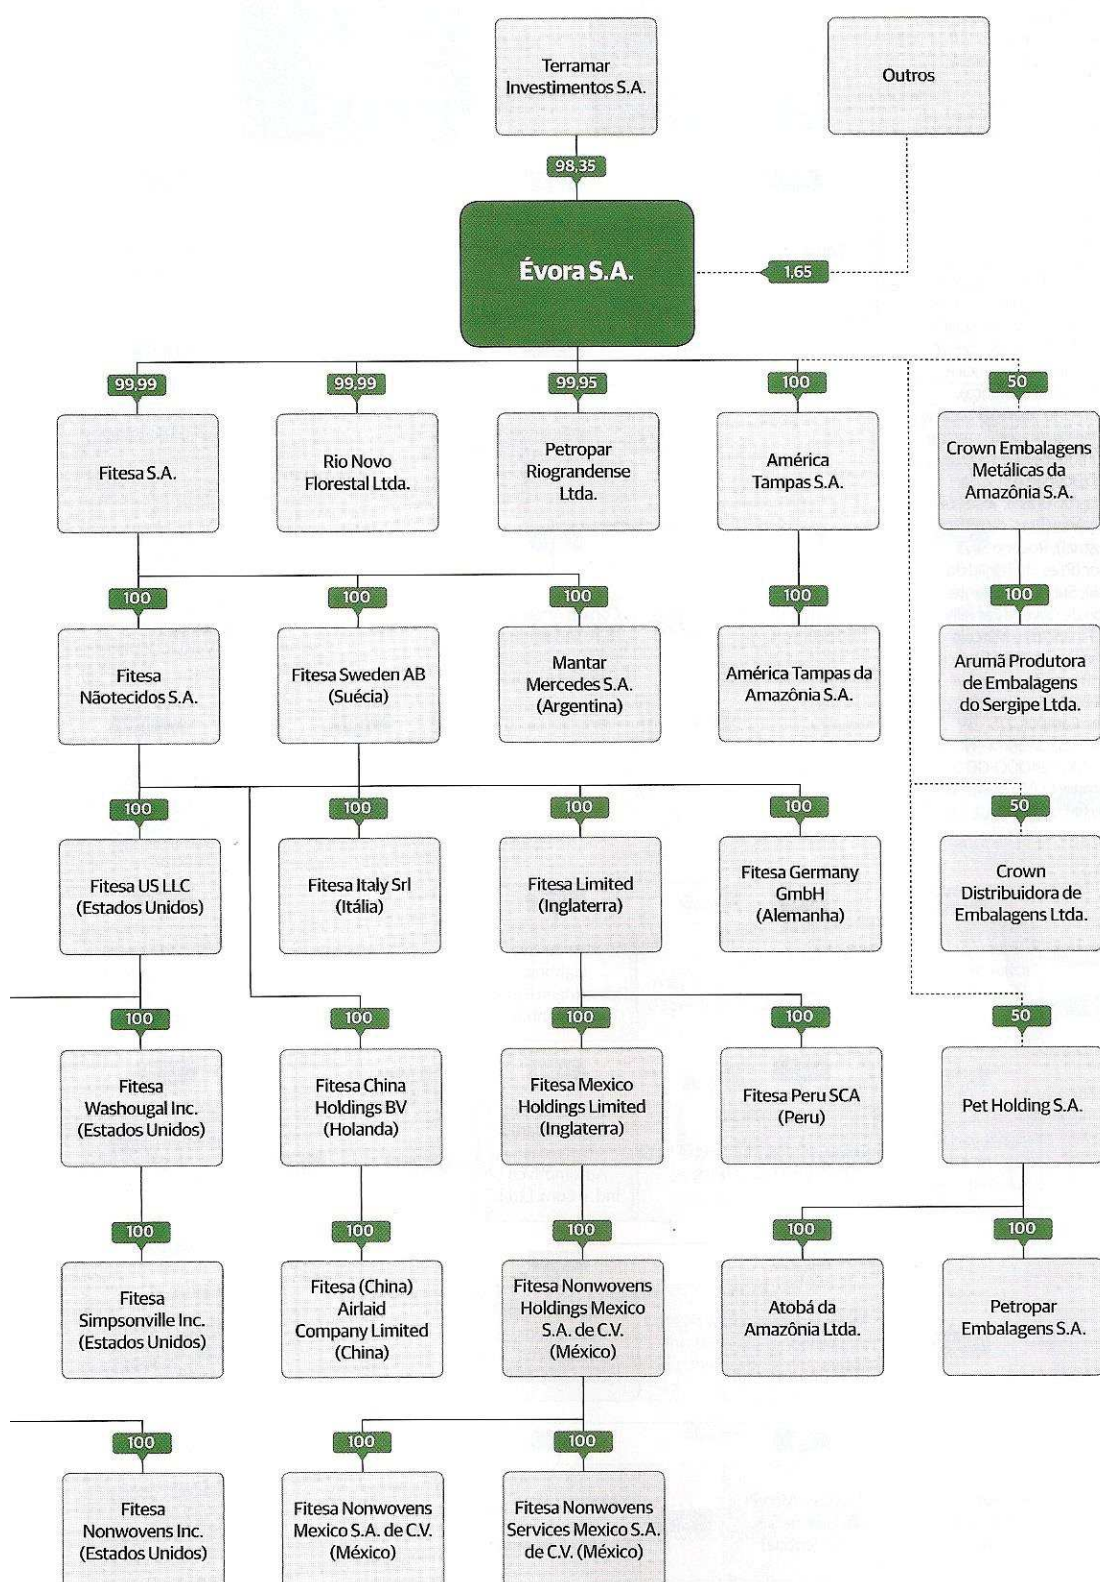 Terramar
Investimentos S.A.
Outros
98,35
Évora S.A.
1,65
99,99
99,99
99,95
100
50
Fitesa S.A.
Rio Novo
Florestal Ltda.
Petropar
Riograndense
Ltda.
América
Tampas S.A.
Crown Embalagens
Metálicas da
Amazônia S.A.
100
100
100
100
100
Fitesa
Nãotecidos S.A.
Fitesa Sweden AB
(Suécia)
Mantar
Mercedes S.A.
(Argentina)
América Tampas da
Amazônia S.A.
Arumã Produtora
de Embalagens
do Sergipe Ltda.
100
100
100
100
50
Fitesa US LLC
(Estados Unidos)
Fitesa Italy Srl
(Itália)
Fitesa Limited
(Inglaterra)
Fitesa Germany
GmbH
(Alemanha)
Crown
Distribuidora de
Embalagens Ltda.
100
100
100
100
50
Fitesa
Washougal Inc.
(Estados Unidos)
Fitesa China
Holdings BV
(Holanda)
Fitesa Mexico
Holdings Limited
(Inglaterra)
Fitesa Peru SCA
(Peru)
Pet Holding S.A.
100
100
100
100
100
Fitesa
Simpsonville Inc.
(Estados Unidos)
Fitesa (China)
Airlaid
Company Limited
(China)
Fitesa Nonwovens
Holdings Mexico
S.A. de C.V.
(México)
Atobá da
Amazônia Ltda.
Petropar
Embalagens S.A.
100
100
100
Fitesa
Nonwovens Inc.
(Estados Unidos)
Fitesa Nonwovens
Mexico S.A. de C.V.
(México)
Fitesa Nonwovens
Services Mexico S.A.
de C.V. (México)